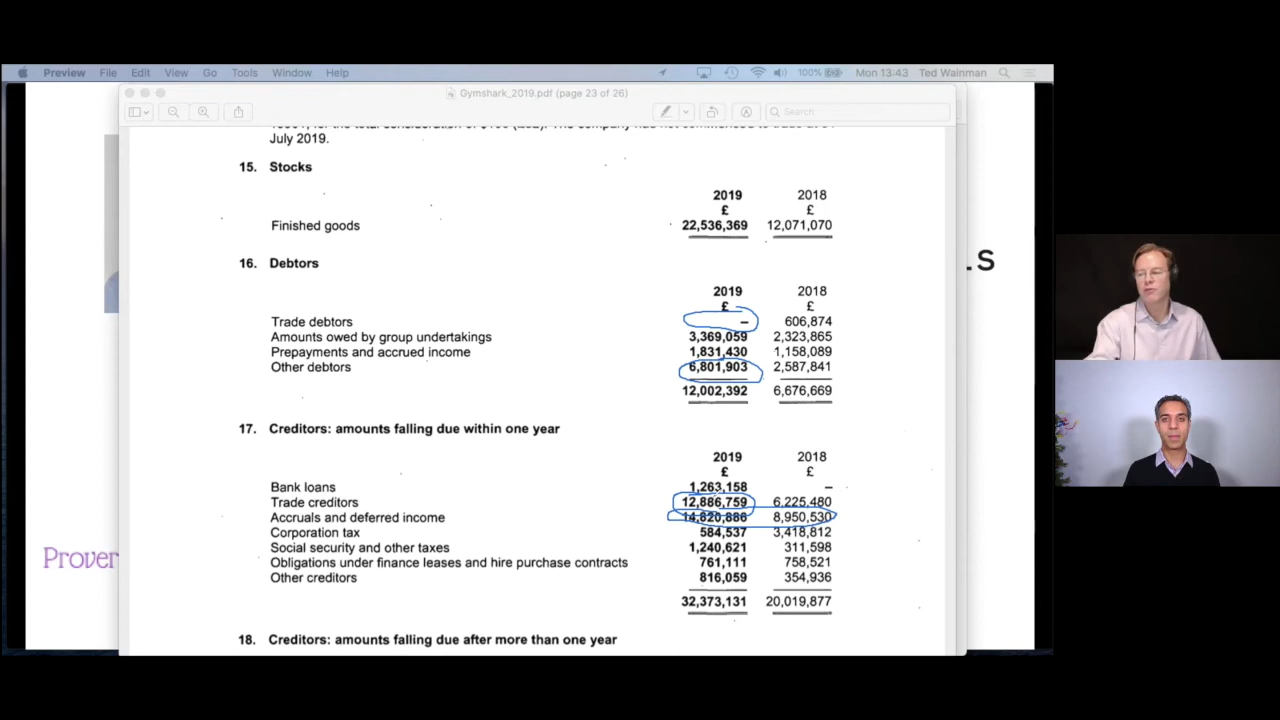 Preview File Edit View Go Tools Window Help 100% Mon 13:43 Ted Wainman
Gymshark_2019.pdf (page 23 of 26)
Search
July 2019.
15. Stocks
2019 2018
£ £
Finished goods 22,536,369 12,071,070
16. Debtors
2019 2018
£ £
Trade debtors – 606,874
Amounts owed by group undertakings 3,369,059 2,323,865
Prepayments and accrued income 1,831,430 1,158,089
Other debtors 6,801,903 2,587,841
12,002,392 6,676,669
17. Creditors: amounts falling due within one year
2019 2018
£ £
Bank loans 1,263,158 –
Trade creditors 12,886,759 6,225,480
Accruals and deferred income 14,820,886 8,950,530
Corporation tax 584,537 3,418,812
Social security and other taxes 1,240,621 311,598
Obligations under finance leases and hire purchase contracts 761,111 758,521
Other creditors 816,059 354,936
32,373,131 20,019,877
18. Creditors: amounts falling due after more than one year
Prover
LS